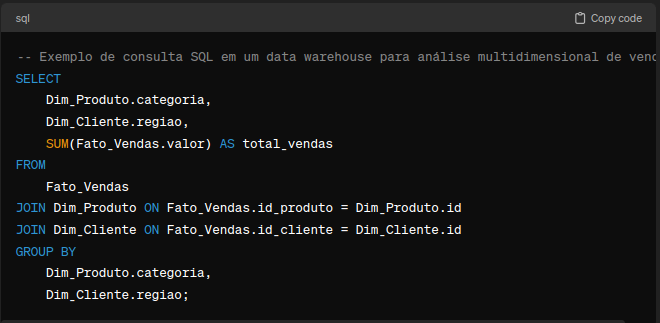 sql
Copy code
-- Exemplo de consulta SQL em um data warehouse para análise multidimensional de
SELECT
Dim_Produto.categoria,
Dim_Cliente.regiao,
SUM(Fato_Vendas.valor) AS total_vendas
FROM
Fato_Vendas
JOIN Dim_Produto ON Fato_Vendas.id_produto = Dim_Produto.id
JOIN Dim_Cliente ON Fato_Vendas.id_cliente = Dim_Cliente.id
GROUP BY
Dim_Produto.categoria,
Dim_Cliente.regiao;